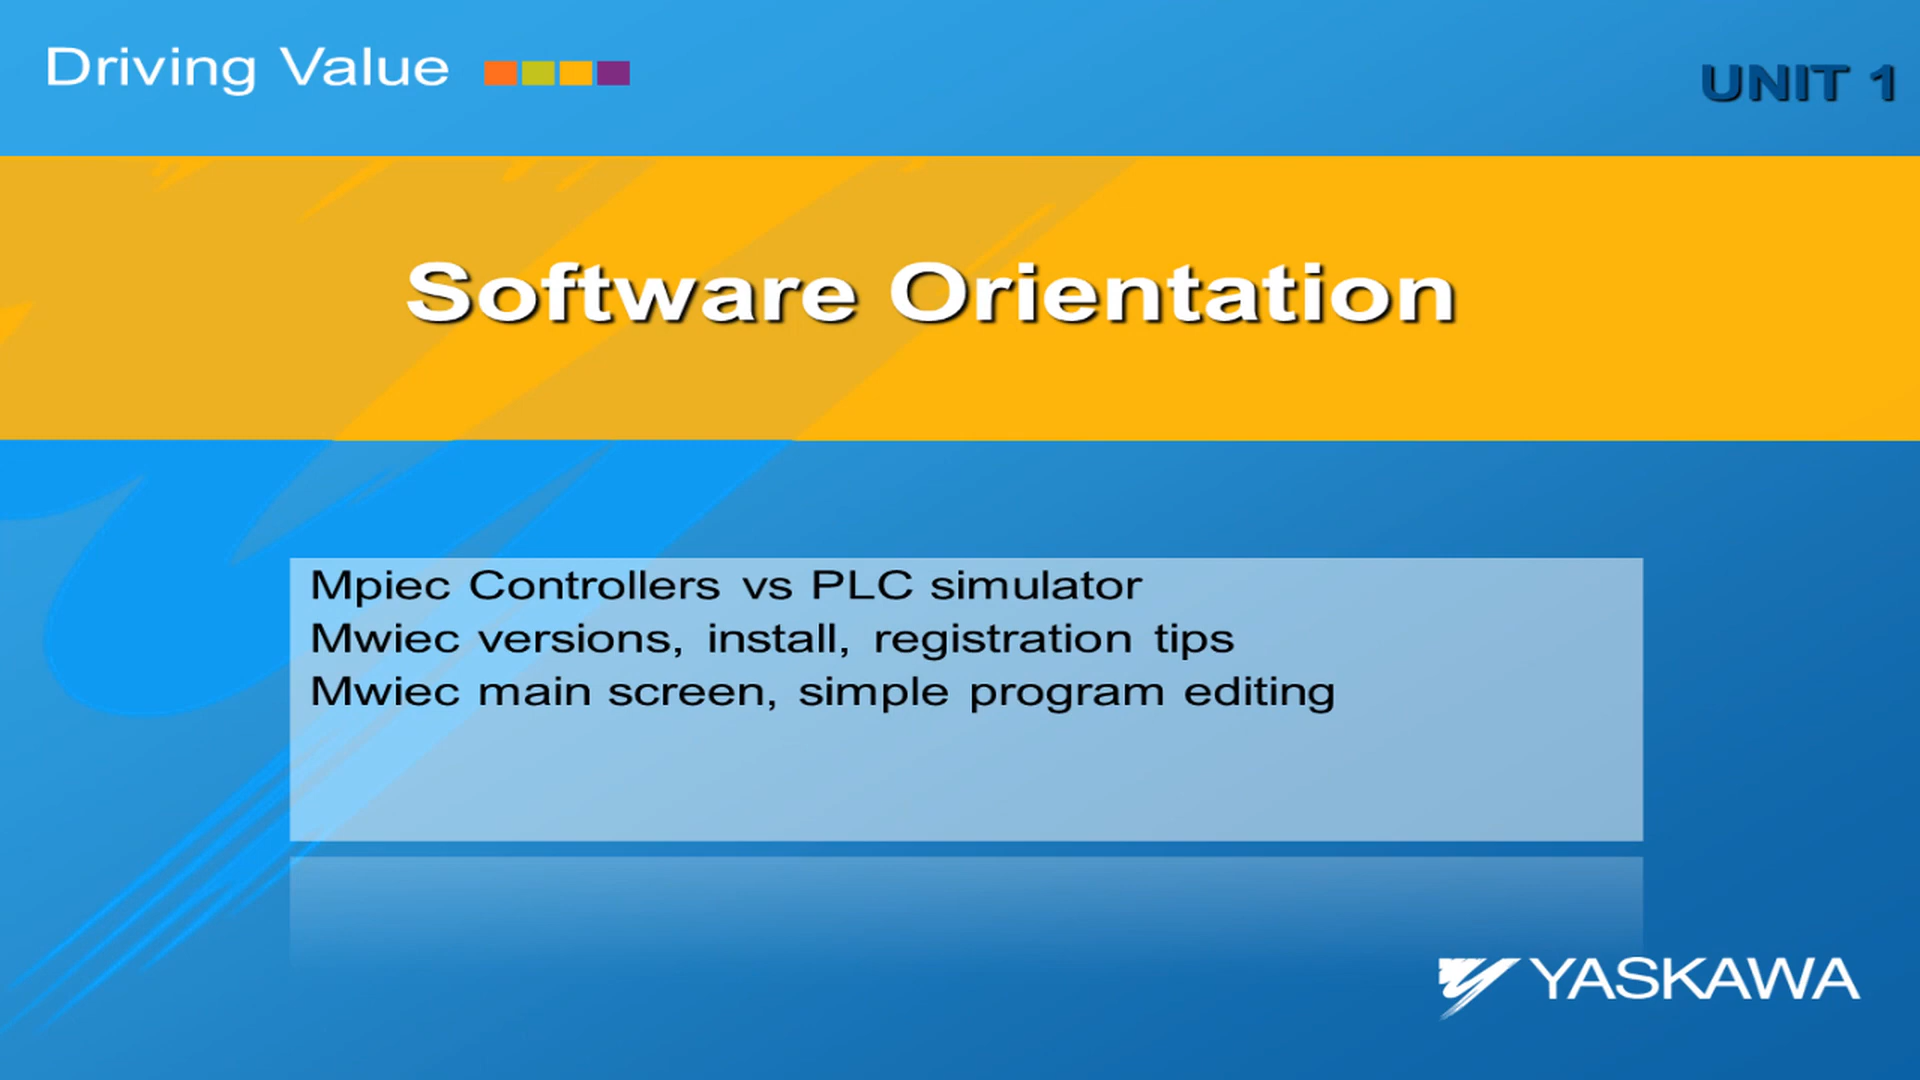 Driving Value
UNIT 1
Software Orientation
Mpiec Controllers vs PLC simulator
Mwiec versions, install, registration tips
Mwiec main screen, simple program editing
YASKAWA